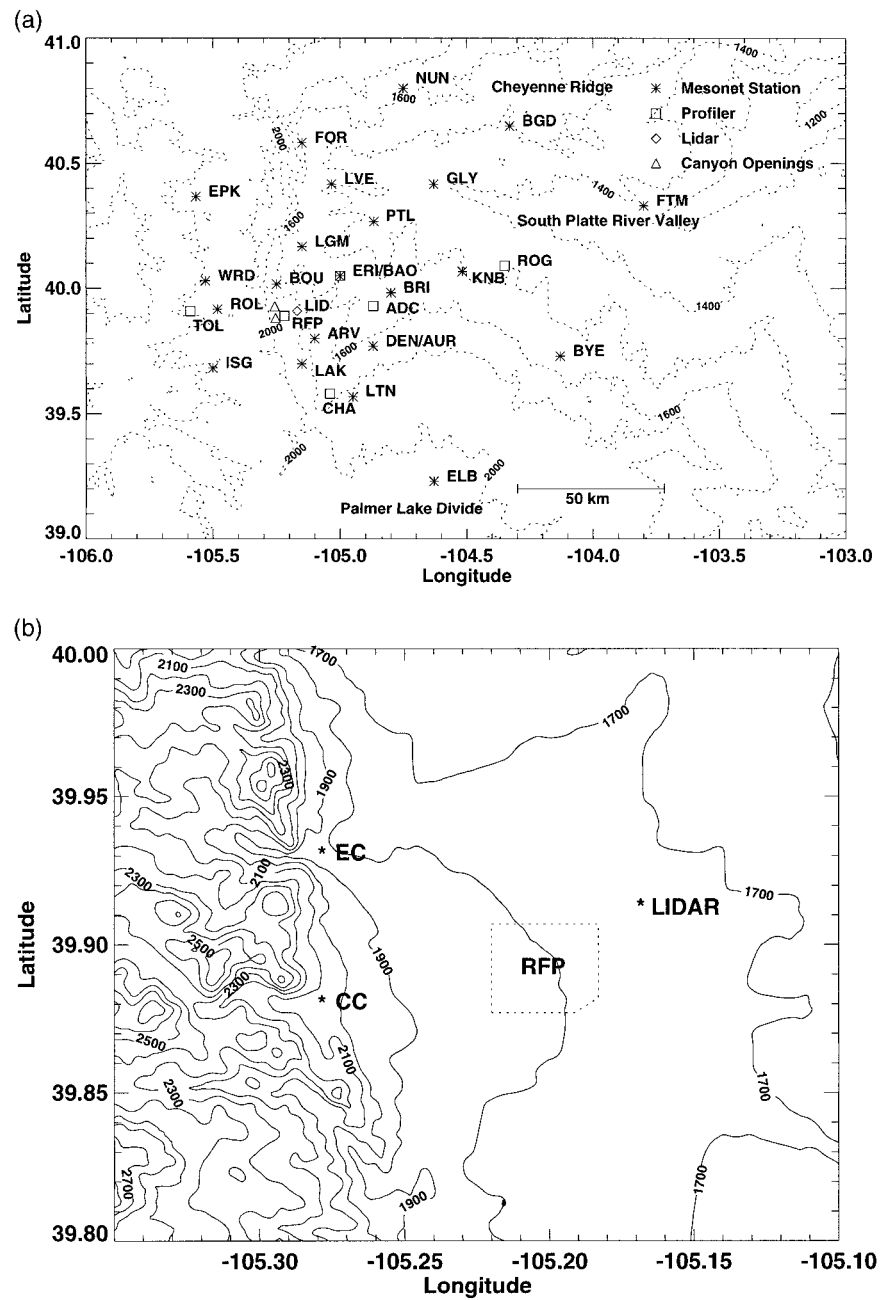 (a)
41.0
40.5
40.0
39.5
39.0
Latitude
-106.0 -105.5 -105.0 -104.5 -104.0 -103.5 -103.0
Longitude
1400
NUN
1600
Cheyenne Ridge
Mesonet Station
Profiler
Lidar
Canyon Openings
1200
BGD
2000
FOR
EPK
LVE
GLY
1400
FTM
PTL
South Platte River Valley
1600
LGM
WRD
BOU
ERI/BAO
ROG
KNB
BRI
1400
ROL
LID
ADC
TOL
RFP
2000
ARV
DEN/AUR
1600
BYE
ISG
LAK
LTN
CHA
1600
2000
ELB
2000
50 km
Palmer Lake Divide
(b)
40.00
39.95
39.90
39.85
39.80
Latitude
-105.30 -105.25 -105.20 -105.15 -105.10
Longitude
2100
1700
2300
1700
2300
1900
EC
2100
2300
1700
LIDAR
2500
1900
RFP
2300
CC
2500
2100
2300
1700
2700
1900
1700